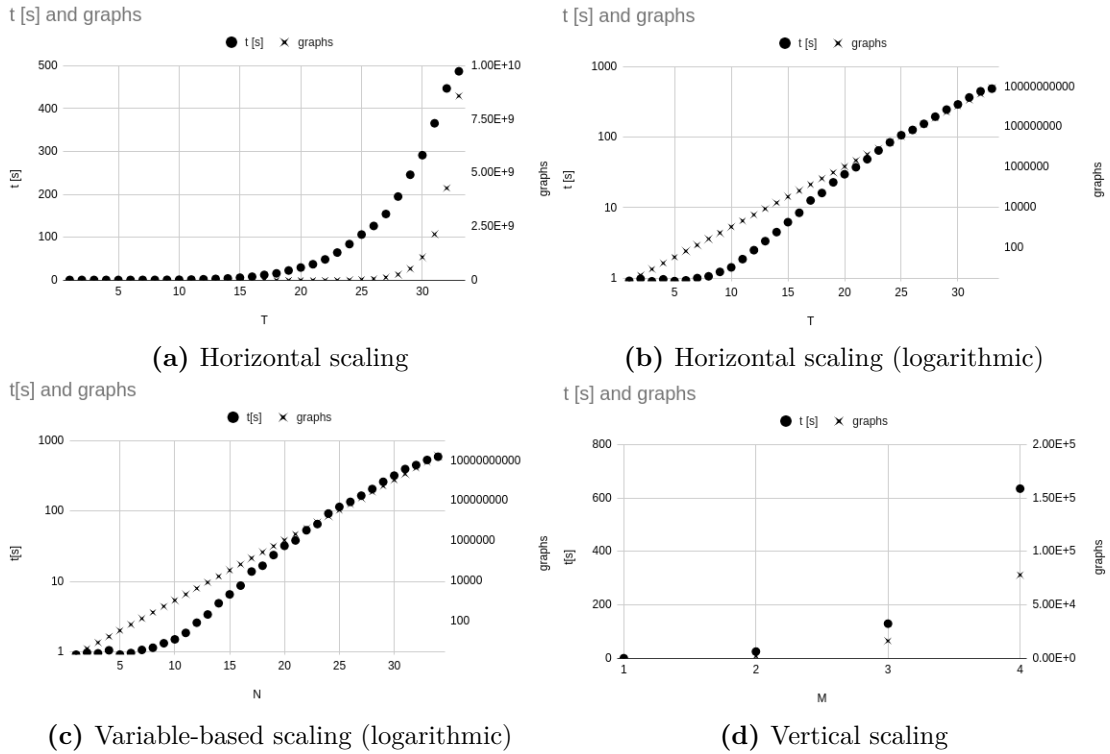 t [s] and graphs
t [s] graphs
500
400
300
200
100
0
t [s]
1.00E+10
7.50E+9
5.00E+9
2.50E+9
0
graphs
5 10 15 20 25 30
T
(a) Horizontal scaling
t [s] and graphs
t [s] graphs
1000
100
10
1
t [s]
10000000000
100000000
1000000
10000
100
graphs
5 10 15 20 25 30
T
(b) Horizontal scaling (logarithmic)
t[s] and graphs
t[s] graphs
1000
100
10
1
t[s]
10000000000
100000000
1000000
10000
100
graphs
5 10 15 20 25 30
N
(c) Variable-based scaling (logarithmic)
t [s] and graphs
t [s] graphs
800
600
400
200
0
t[s]
2.00E+5
1.50E+5
1.00E+5
5.00E+4
0.00E+0
graphs
1 2 3 4
M
(d) Vertical scaling